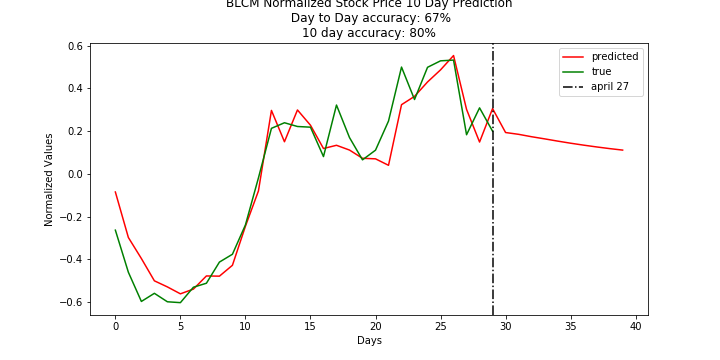 BLCM Normalized Stock Price 10 Day Prediction
Day to Day accuracy: 67%
10 day accuracy: 80%
predicted
true
april 27
Normalized Values
0.6
0.4
0.2
0.0
−0.2
−0.4
−0.6
0
5
10
15
20
25
30
35
40
Days